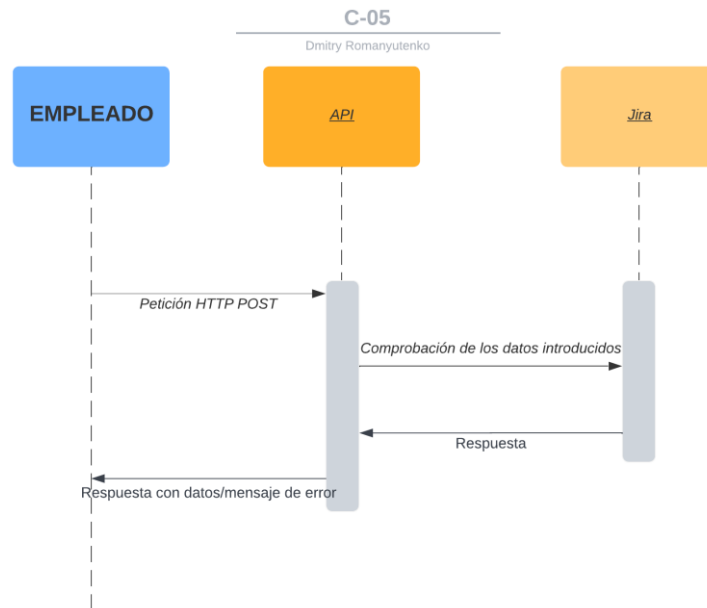 C-05
Dmitry Romanyutenko
EMPLEADO
API
Jira
Petición HTTP POST
Comprobación de los datos introducidos
Respuesta
Respuesta con datos/mensaje de error